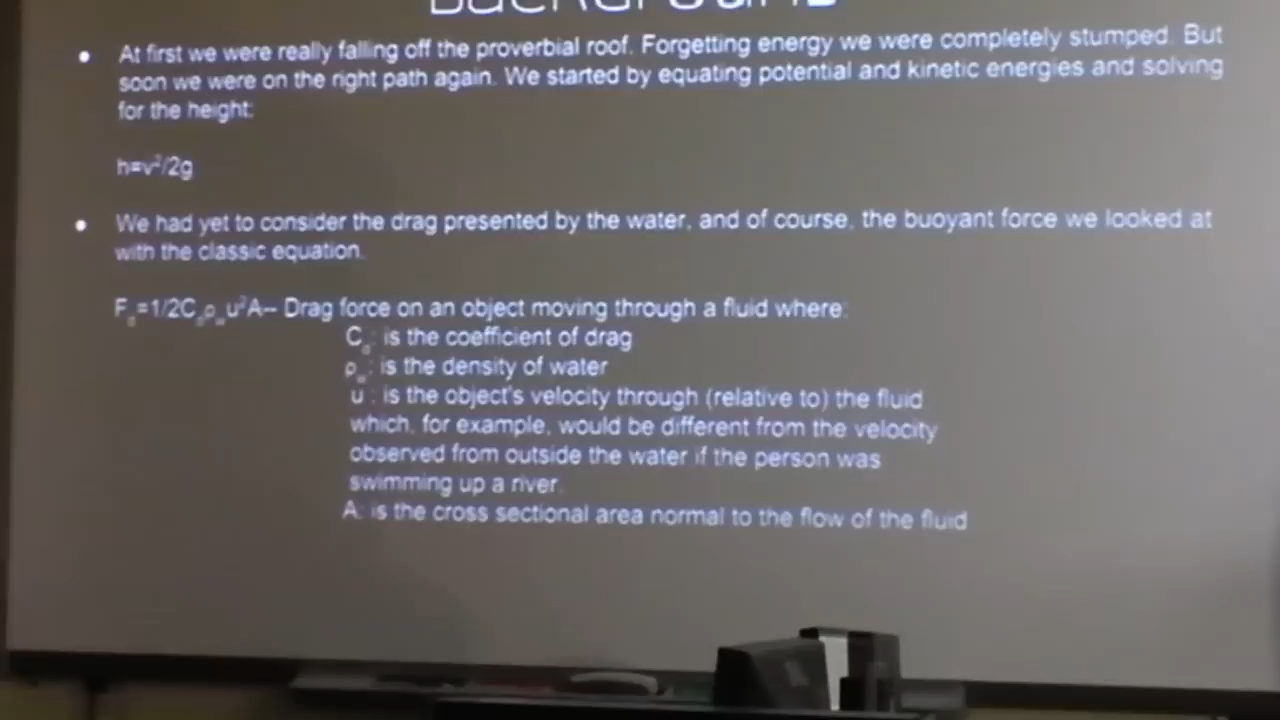 Background
At first we were really falling off the proverbial roof. Forgetting energy we were completely stumped. But
soon we were on the right path again. We started by equating potential and kinetic energies and solving
for the height:
h=v²/2g
We had yet to consider the drag presented by the water, and of course, the buoyant force we looked at
with the classic equation.
F_d=1/2C_dρ_wu²A-- Drag force on an object moving through a fluid where:
C_d: is the coefficient of drag
ρ_w: is the density of water
u : is the object's velocity through (relative to) the fluid
which, for example, would be different from the velocity
observed from outside the water if the person was
swimming up a river.
A: is the cross sectional area normal to the flow of the fluid